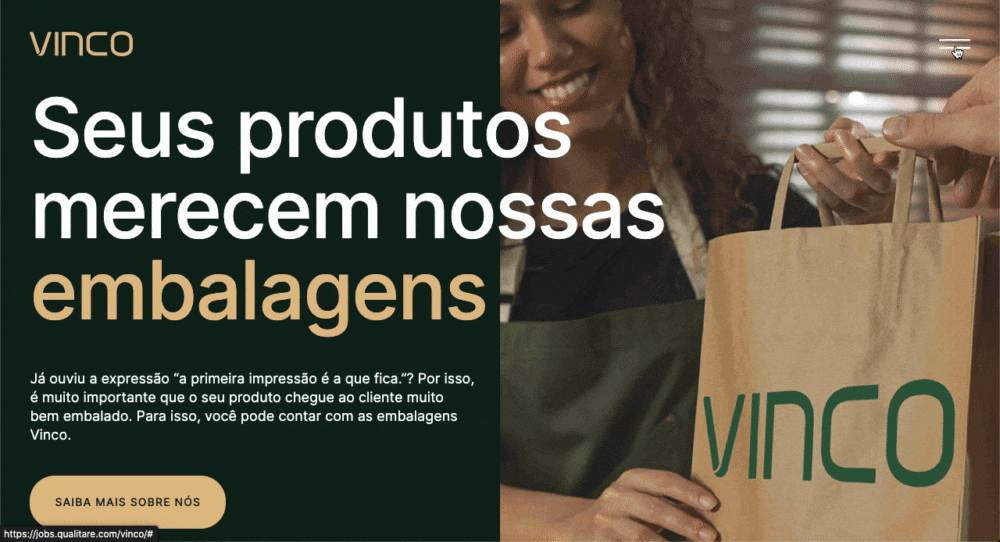 VINCO
Seus produtos
merecem nossas
embalagens
Já ouviu a expressão “a primeira impressão é a que fica.”? Por isso,
é muito importante que o seu produto chegue ao cliente muito
bem embalado. Para isso, você pode contar com as embalagens
Vinco.
SAIBA MAIS SOBRE NÓS
VINCO
https://jobs.qualitare.com/vinco/#